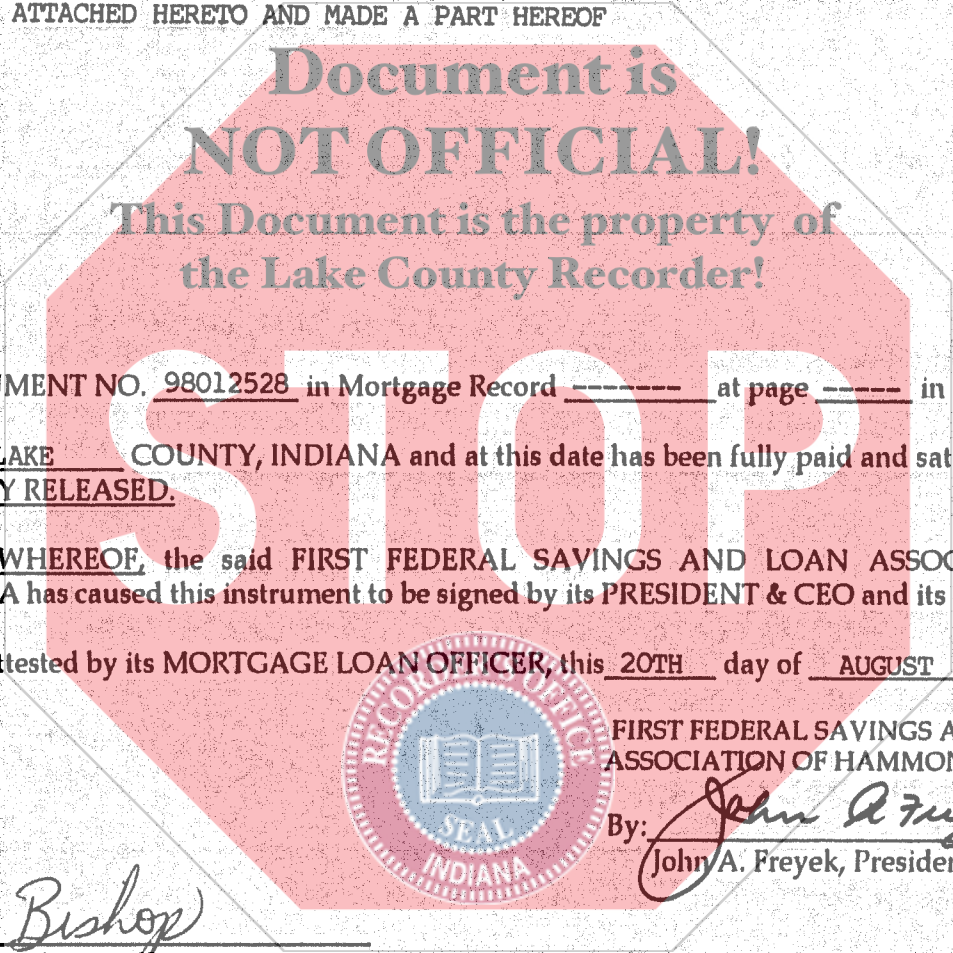 ATTACHED HERETO AND MADE A PART HEREOF
Document is
NOT OFFICIAL!
This Document is the property of
the Lake County Recorder!
STOP
MENT NO. 98012528 in Mortgage Record -------- at page ----- in
LAKE COUNTY, INDIANA and at this date has been fully paid and sat
Y RELEASED.
WHEREOF, the said FIRST FEDERAL SAVINGS AND LOAN ASSOC
A has caused this instrument to be signed by its PRESIDENT & CEO and its
ttested by its MORTGAGE LOAN OFFICER, this 20TH day of AUGUST
RECORDER'S OFFICE
SEAL
INDIANA
FIRST FEDERAL SAVINGS A
ASSOCIATION OF HAMMON
By: John A Frey
John A. Freyek, Presiden
Bishop